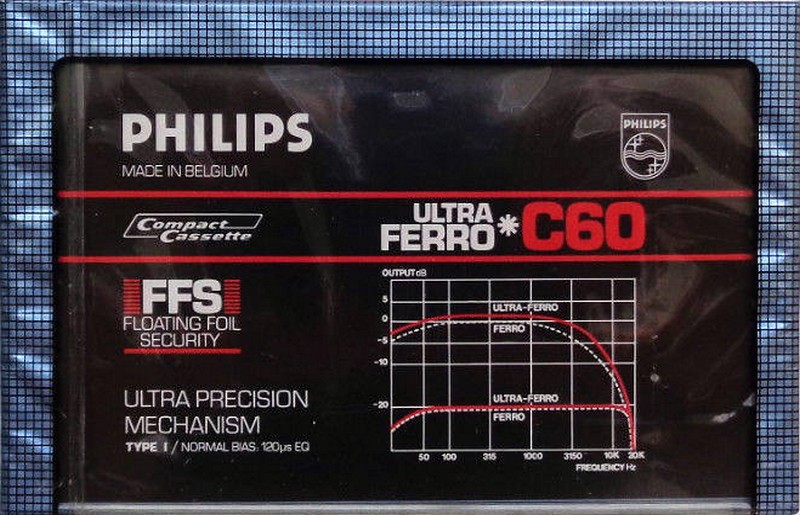 PHILIPS
MADE IN BELGIUM
PHILIPS
Compact
Cassette
ULTRA
FERRO * C60
FFS
FLOATING FOIL
SECURITY
ULTRA PRECISION
MECHANISM
TYPE I / NORMAL BIAS: 120µs EQ
OUTPUT dB
5
0
-5
-10
-20
ULTRA-FERRO
FERRO
ULTRA-FERRO
FERRO
50 100 315 1000 3150 10K 20K
FREQUENCY Hz